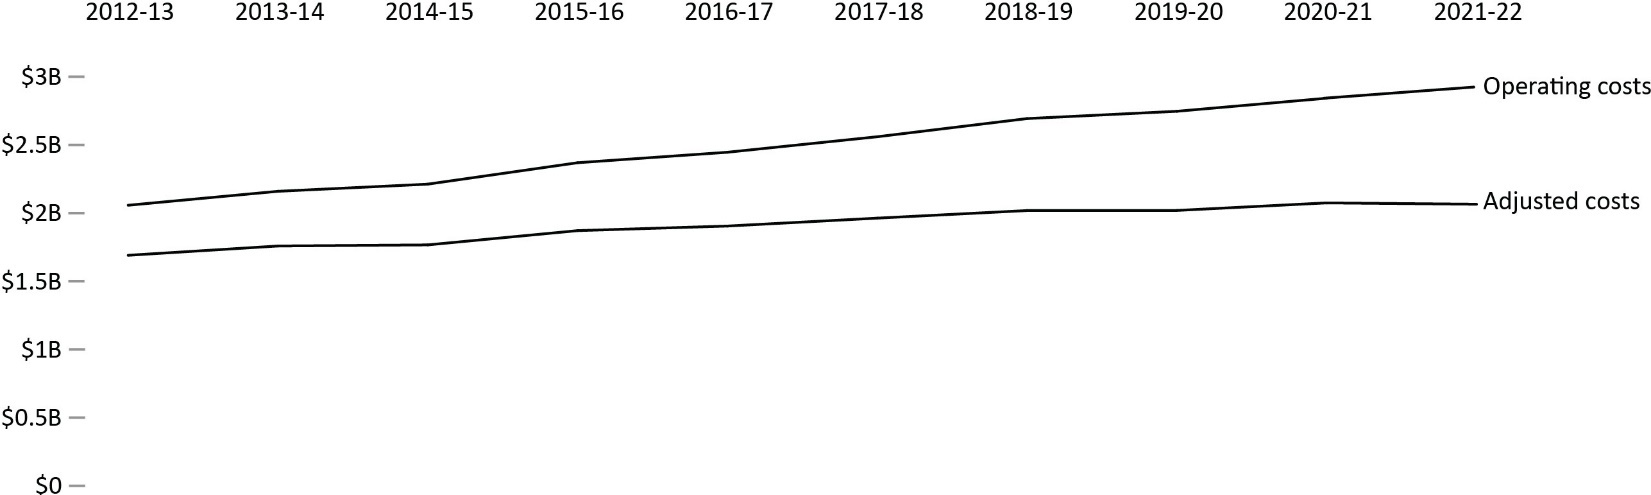 2012-13 2013-14 2014-15 2015-16 2016-17 2017-18 2018-19 2019-20 2020-21 2021-22
$3B
Operating costs
$2.5B
$2B
Adjusted costs
$1.5B
$1B
$0.5B
$0